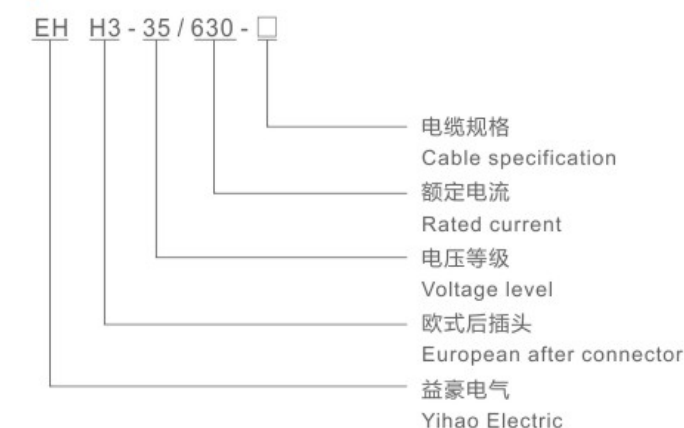 EH H3-35/630-□
电缆规格
Cable specification
额定电流
Rated current
电压等级
Voltage level
欧式后插头
European after connector
益豪电气
Yihao Electric